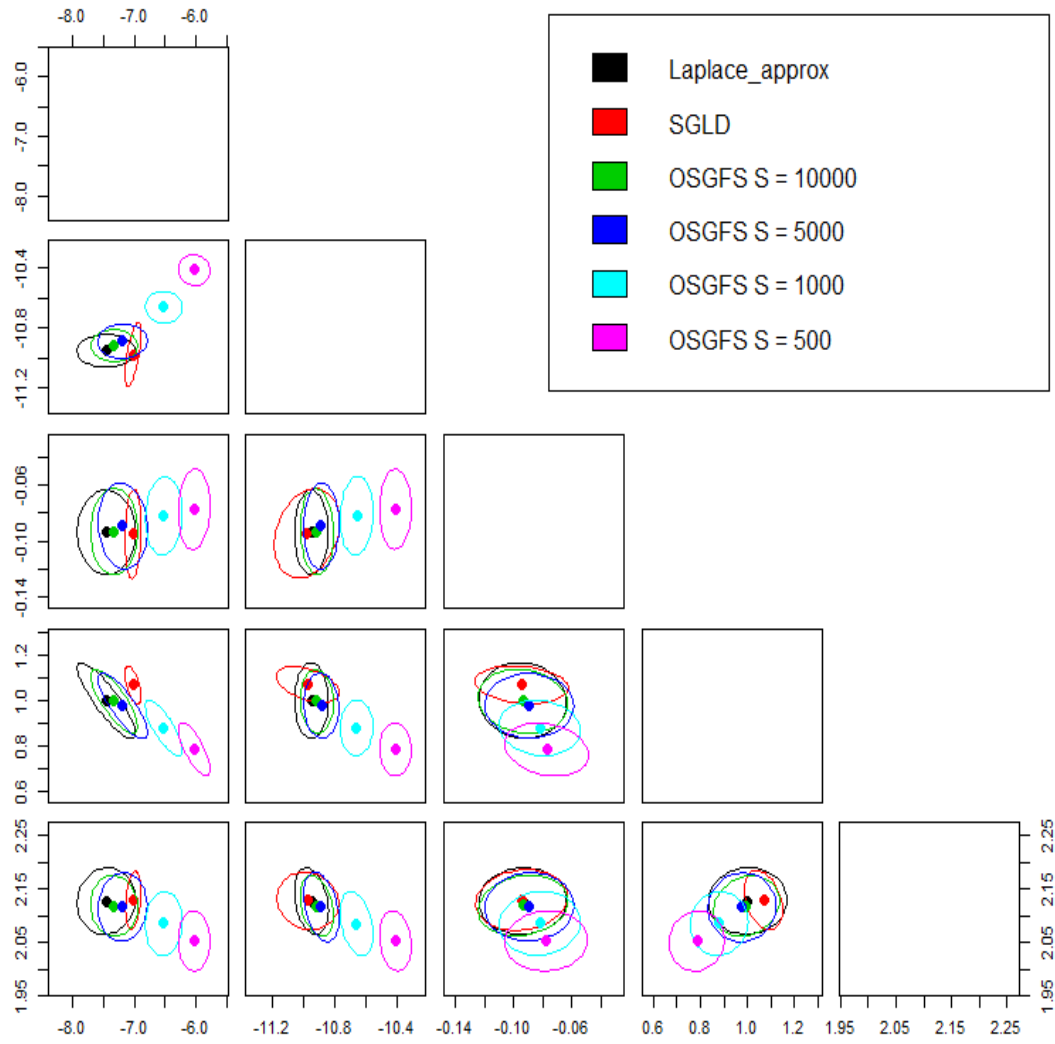 -8.0 -7.0 -6.0
Laplace_approx
SGLD
OSGFS S = 10000
OSGFS S = 5000
OSGFS S = 1000
OSGFS S = 500
-6.0
-7.0
-8.0
-10.4
-10.8
-11.2
-0.06
-0.10
-0.14
1.2
1.0
0.8
0.6
2.25
2.15
2.05
1.95
2.25
2.15
2.05
1.95
-8.0 -7.0 -6.0 -11.2 -10.8 -10.4 -0.14 -0.10 -0.06 0.6 0.8 1.0 1.2 1.95 2.05 2.15 2.25